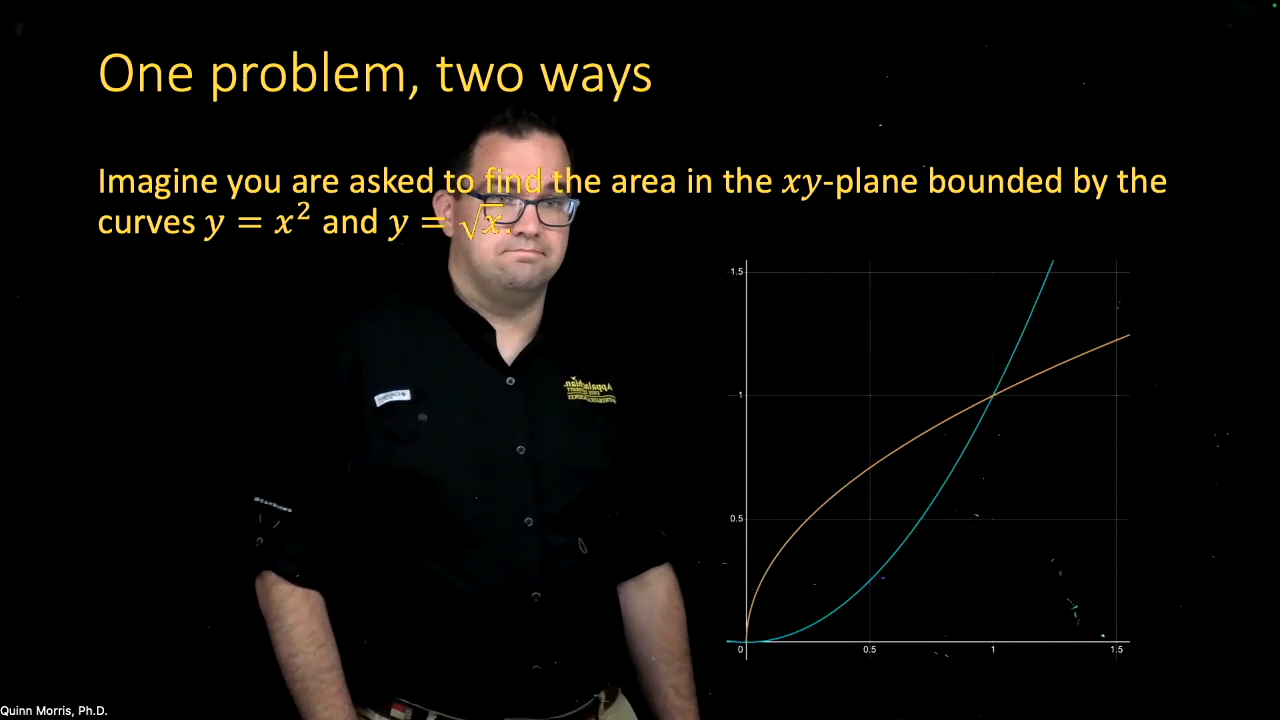 One problem, two ways
Imagine you are asked to find the area in the xy-plane bounded by the
curves y = x² and y = √x.
1.5
1
0.5
0
0.5
1
1.5
Appalachian
Quinn Morris, Ph.D.